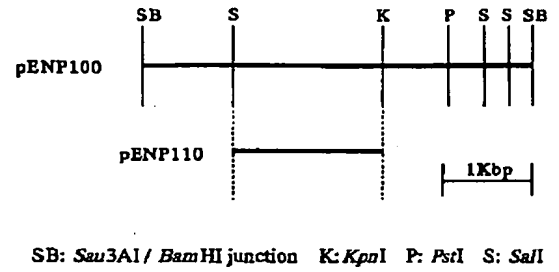 SB S K P S S SB
pENP100
pENP110
1Kbp
SB: Sau3AI / BamHI junction K: KpnI P: PstI S: SalI